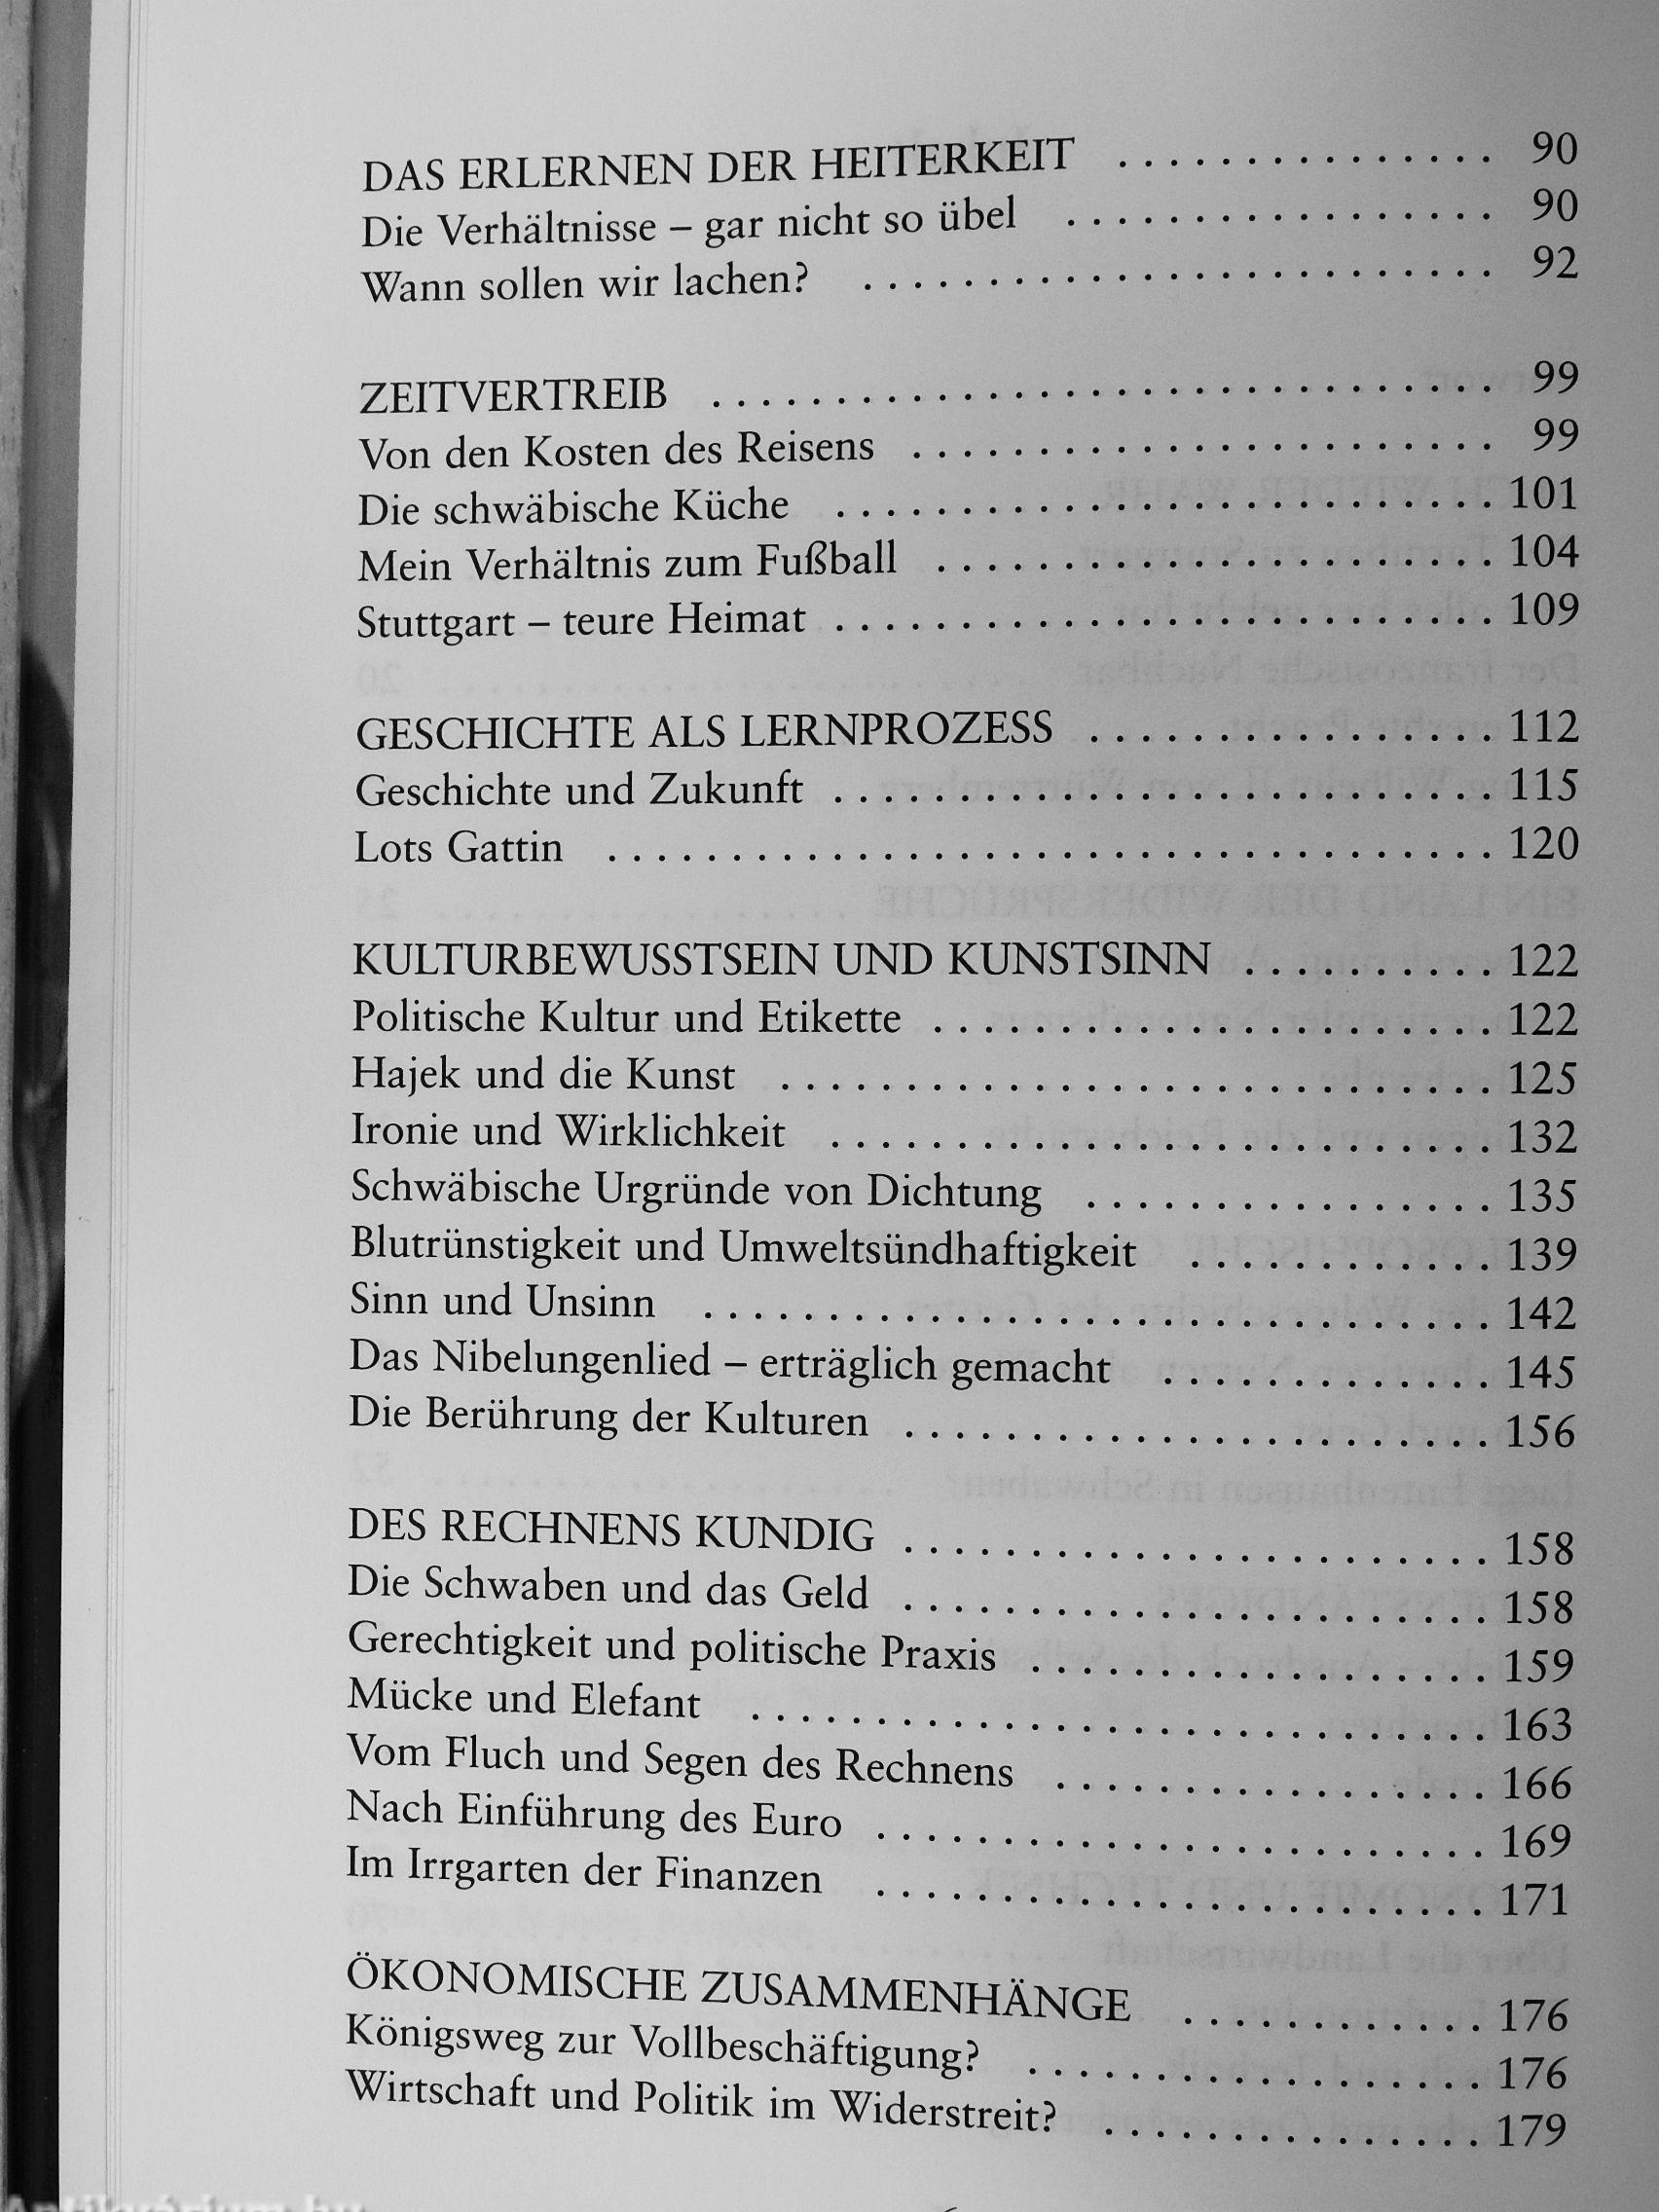 DAS ERLERNEN DER HEITERKEIT . . . . . . . . . . . . . . . 90
Die Verhältnisse – gar nicht so übel . . . . . . . . . . . . . . . . . 90
Wann sollen wir lachen? . . . . . . . . . . . . . . . . . . . . . . . . . 92
ZEITVERTREIB . . . . . . . . . . . . . . . . . . . . . . . . . . . . . . . 99
Von den Kosten des Reisens . . . . . . . . . . . . . . . . . . . . . . . 99
Die schwäbische Küche . . . . . . . . . . . . . . . . . . . . . . . . . . 101
Mein Verhältnis zum Fußball . . . . . . . . . . . . . . . . . . . . . . 104
Stuttgart – teure Heimat . . . . . . . . . . . . . . . . . . . . . . . . . . 109
GESCHICHTE ALS LERNPROZESS . . . . . . . . . . . . . . . . 112
Geschichte und Zukunft . . . . . . . . . . . . . . . . . . . . . . . . . . 115
Lots Gattin . . . . . . . . . . . . . . . . . . . . . . . . . . . . . . . . . . . 120
KULTURBEWUSSTSEIN UND KUNSTSINN . . . . . . . . . . 122
Politische Kultur und Etikette . . . . . . . . . . . . . . . . . . . . . . 122
Hajek und die Kunst . . . . . . . . . . . . . . . . . . . . . . . . . . . . 125
Ironie und Wirklichkeit . . . . . . . . . . . . . . . . . . . . . . . . . . 132
Schwäbische Urgründe von Dichtung . . . . . . . . . . . . . . . . 135
Blutrünstigkeit und Umweltsündhaftigkeit . . . . . . . . . . . . 139
Sinn und Unsinn . . . . . . . . . . . . . . . . . . . . . . . . . . . . . . . 142
Das Nibelungenlied – erträglich gemacht . . . . . . . . . . . . . 145
Die Berührung der Kulturen . . . . . . . . . . . . . . . . . . . . . . . 156
DES RECHNENS KUNDIG . . . . . . . . . . . . . . . . . . . . . . . 158
Die Schwaben und das Geld . . . . . . . . . . . . . . . . . . . . . . . 158
Gerechtigkeit und politische Praxis . . . . . . . . . . . . . . . . . . 159
Mücke und Elefant . . . . . . . . . . . . . . . . . . . . . . . . . . . . . 163
Vom Fluch und Segen des Rechnens . . . . . . . . . . . . . . . . . 166
Nach Einführung des Euro . . . . . . . . . . . . . . . . . . . . . . . . 169
Im Irrgarten der Finanzen . . . . . . . . . . . . . . . . . . . . . . . . 171
ÖKONOMISCHE ZUSAMMENHÄNGE . . . . . . . . . . . . 176
Königsweg zur Vollbeschäftigung? . . . . . . . . . . . . . . . . . . 176
Wirtschaft und Politik im Widerstreit? . . . . . . . . . . . . . . . 179